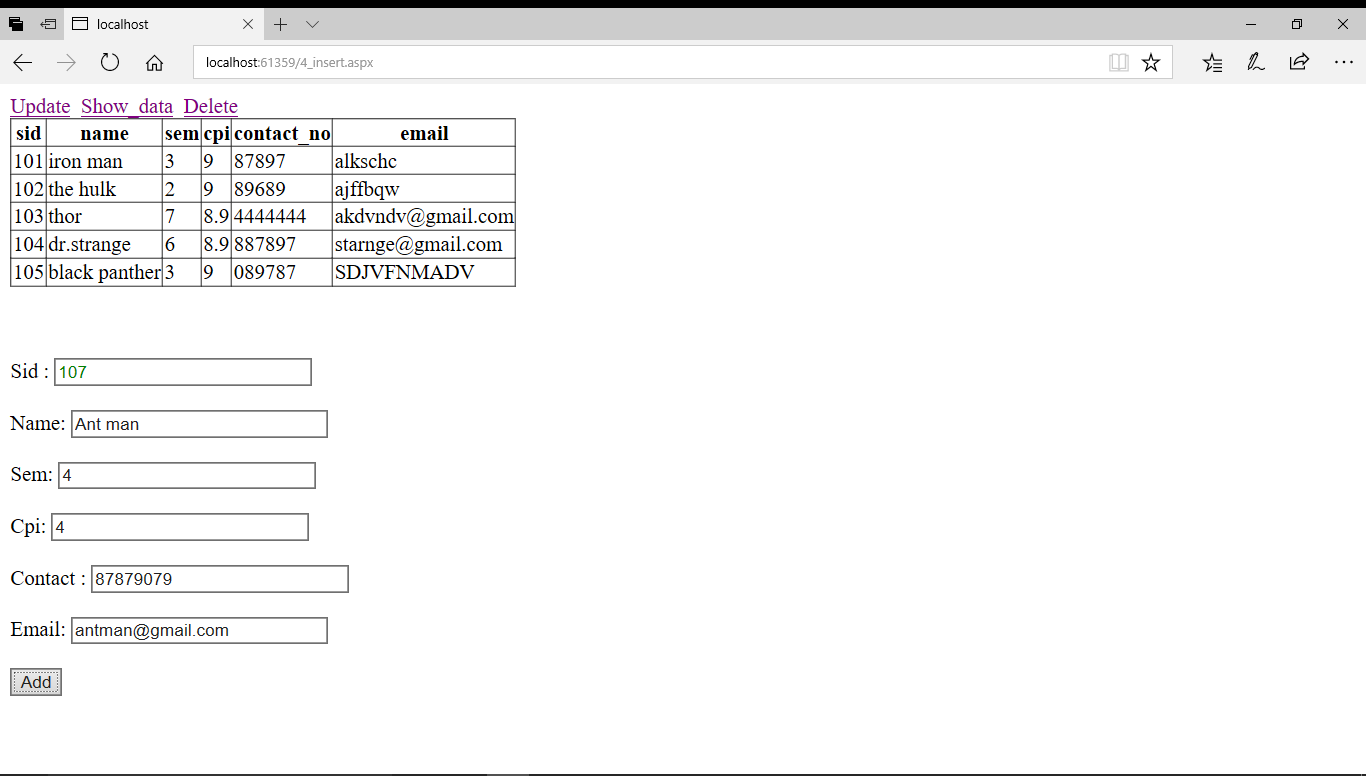 localhost
localhost:61359/4_insert.aspx
Update Show_data Delete
sid name sem cpi contact_no email
101 iron man 3 9 87897 alkschc
102 the hulk 2 9 89689 ajffbqw
103 thor 7 8.9 4444444 akdvndv@gmail.com
104 dr.strange 6 8.9 887897 starnge@gmail.com
105 black panther 3 9 089787 SDJVFNMADV
Sid : 107
Name: Ant man
Sem: 4
Cpi: 4
Contact : 87879079
Email: antman@gmail.com
Add